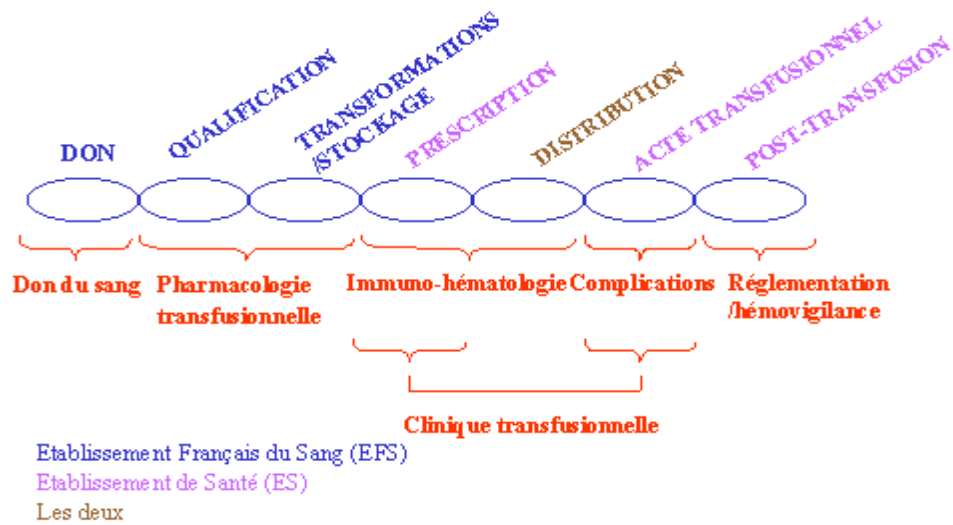 DON
QUALIFICATION
TRANSFORMATIONS
/STOCKAGE
PRESCRIPTION
DISTRIBUTION
ACTE TRANSFUSIONNEL
POST-TRANSFUSION
Don du sang
Pharmacologie
transfusionnelle
Immuno-hématologie
Complications
Réglementation
/hémovigilance
Clinique transfusionnelle
Etablissement Français du Sang (EFS)
Etablissement de Santé (ES)
Les deux